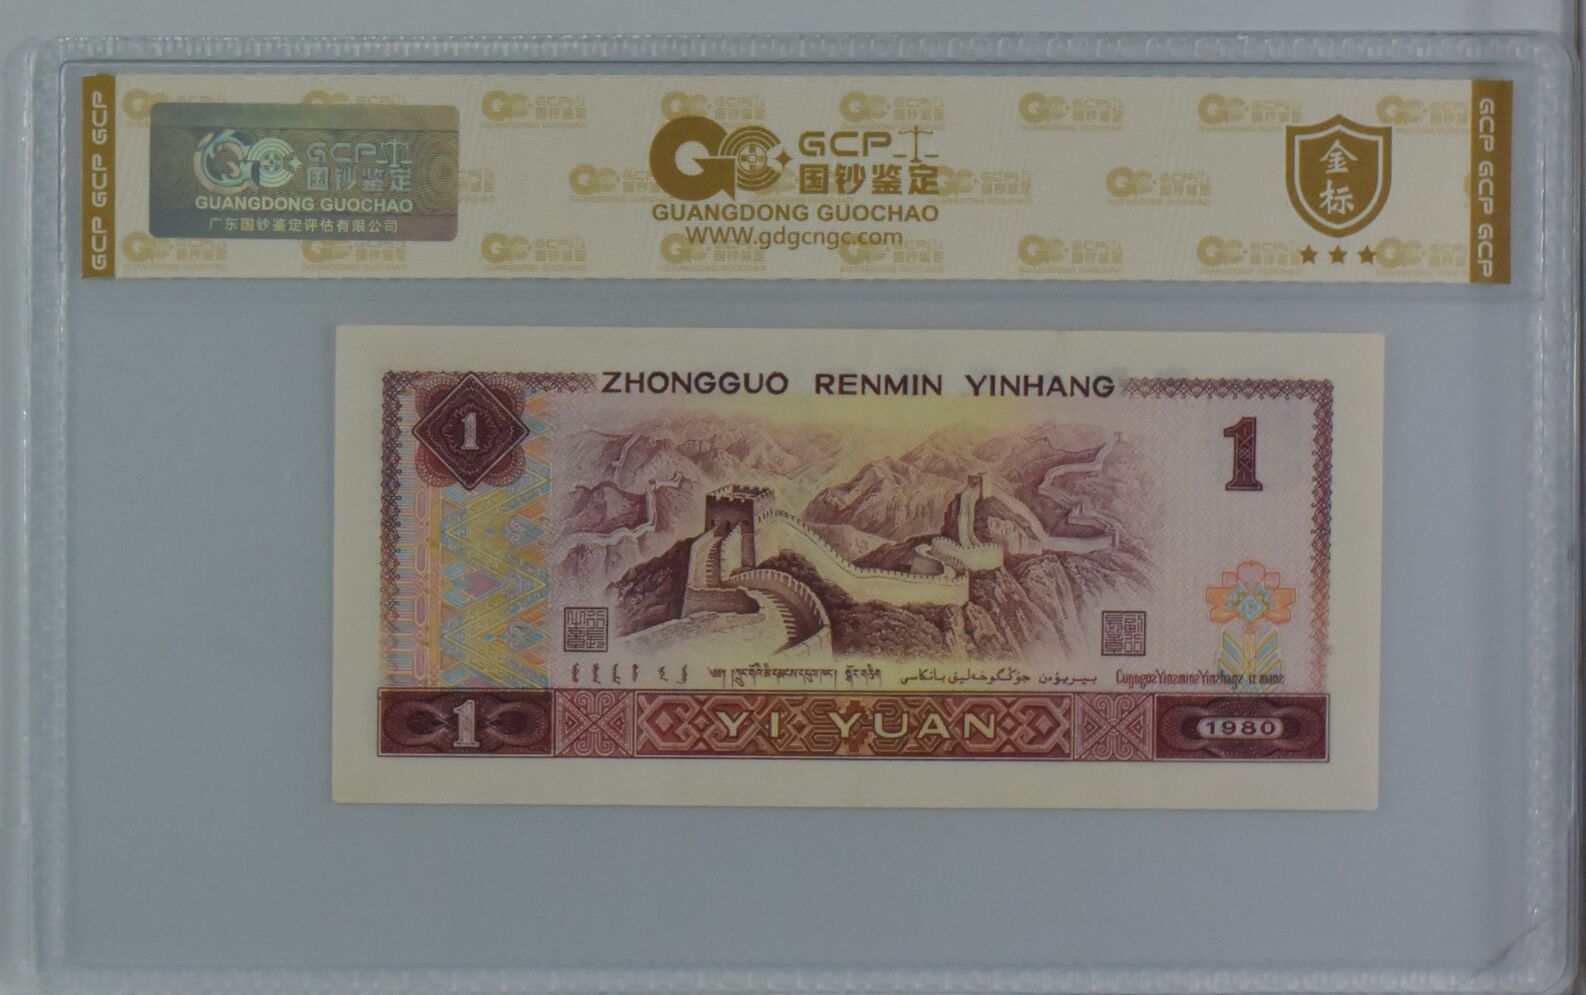 GCP GCP GCP
GCP
国钞鉴定
GUANGDONG GUOCHAO
广东国钞鉴定评估有限公司
GCP
国钞鉴定
GUANGDONG GUOCHAO
WWW.gdgcngc.com
金标
GCP GCP GCP
ZHONGGUO RENMIN YINHANG
1
1
1
YI YUAN
1980